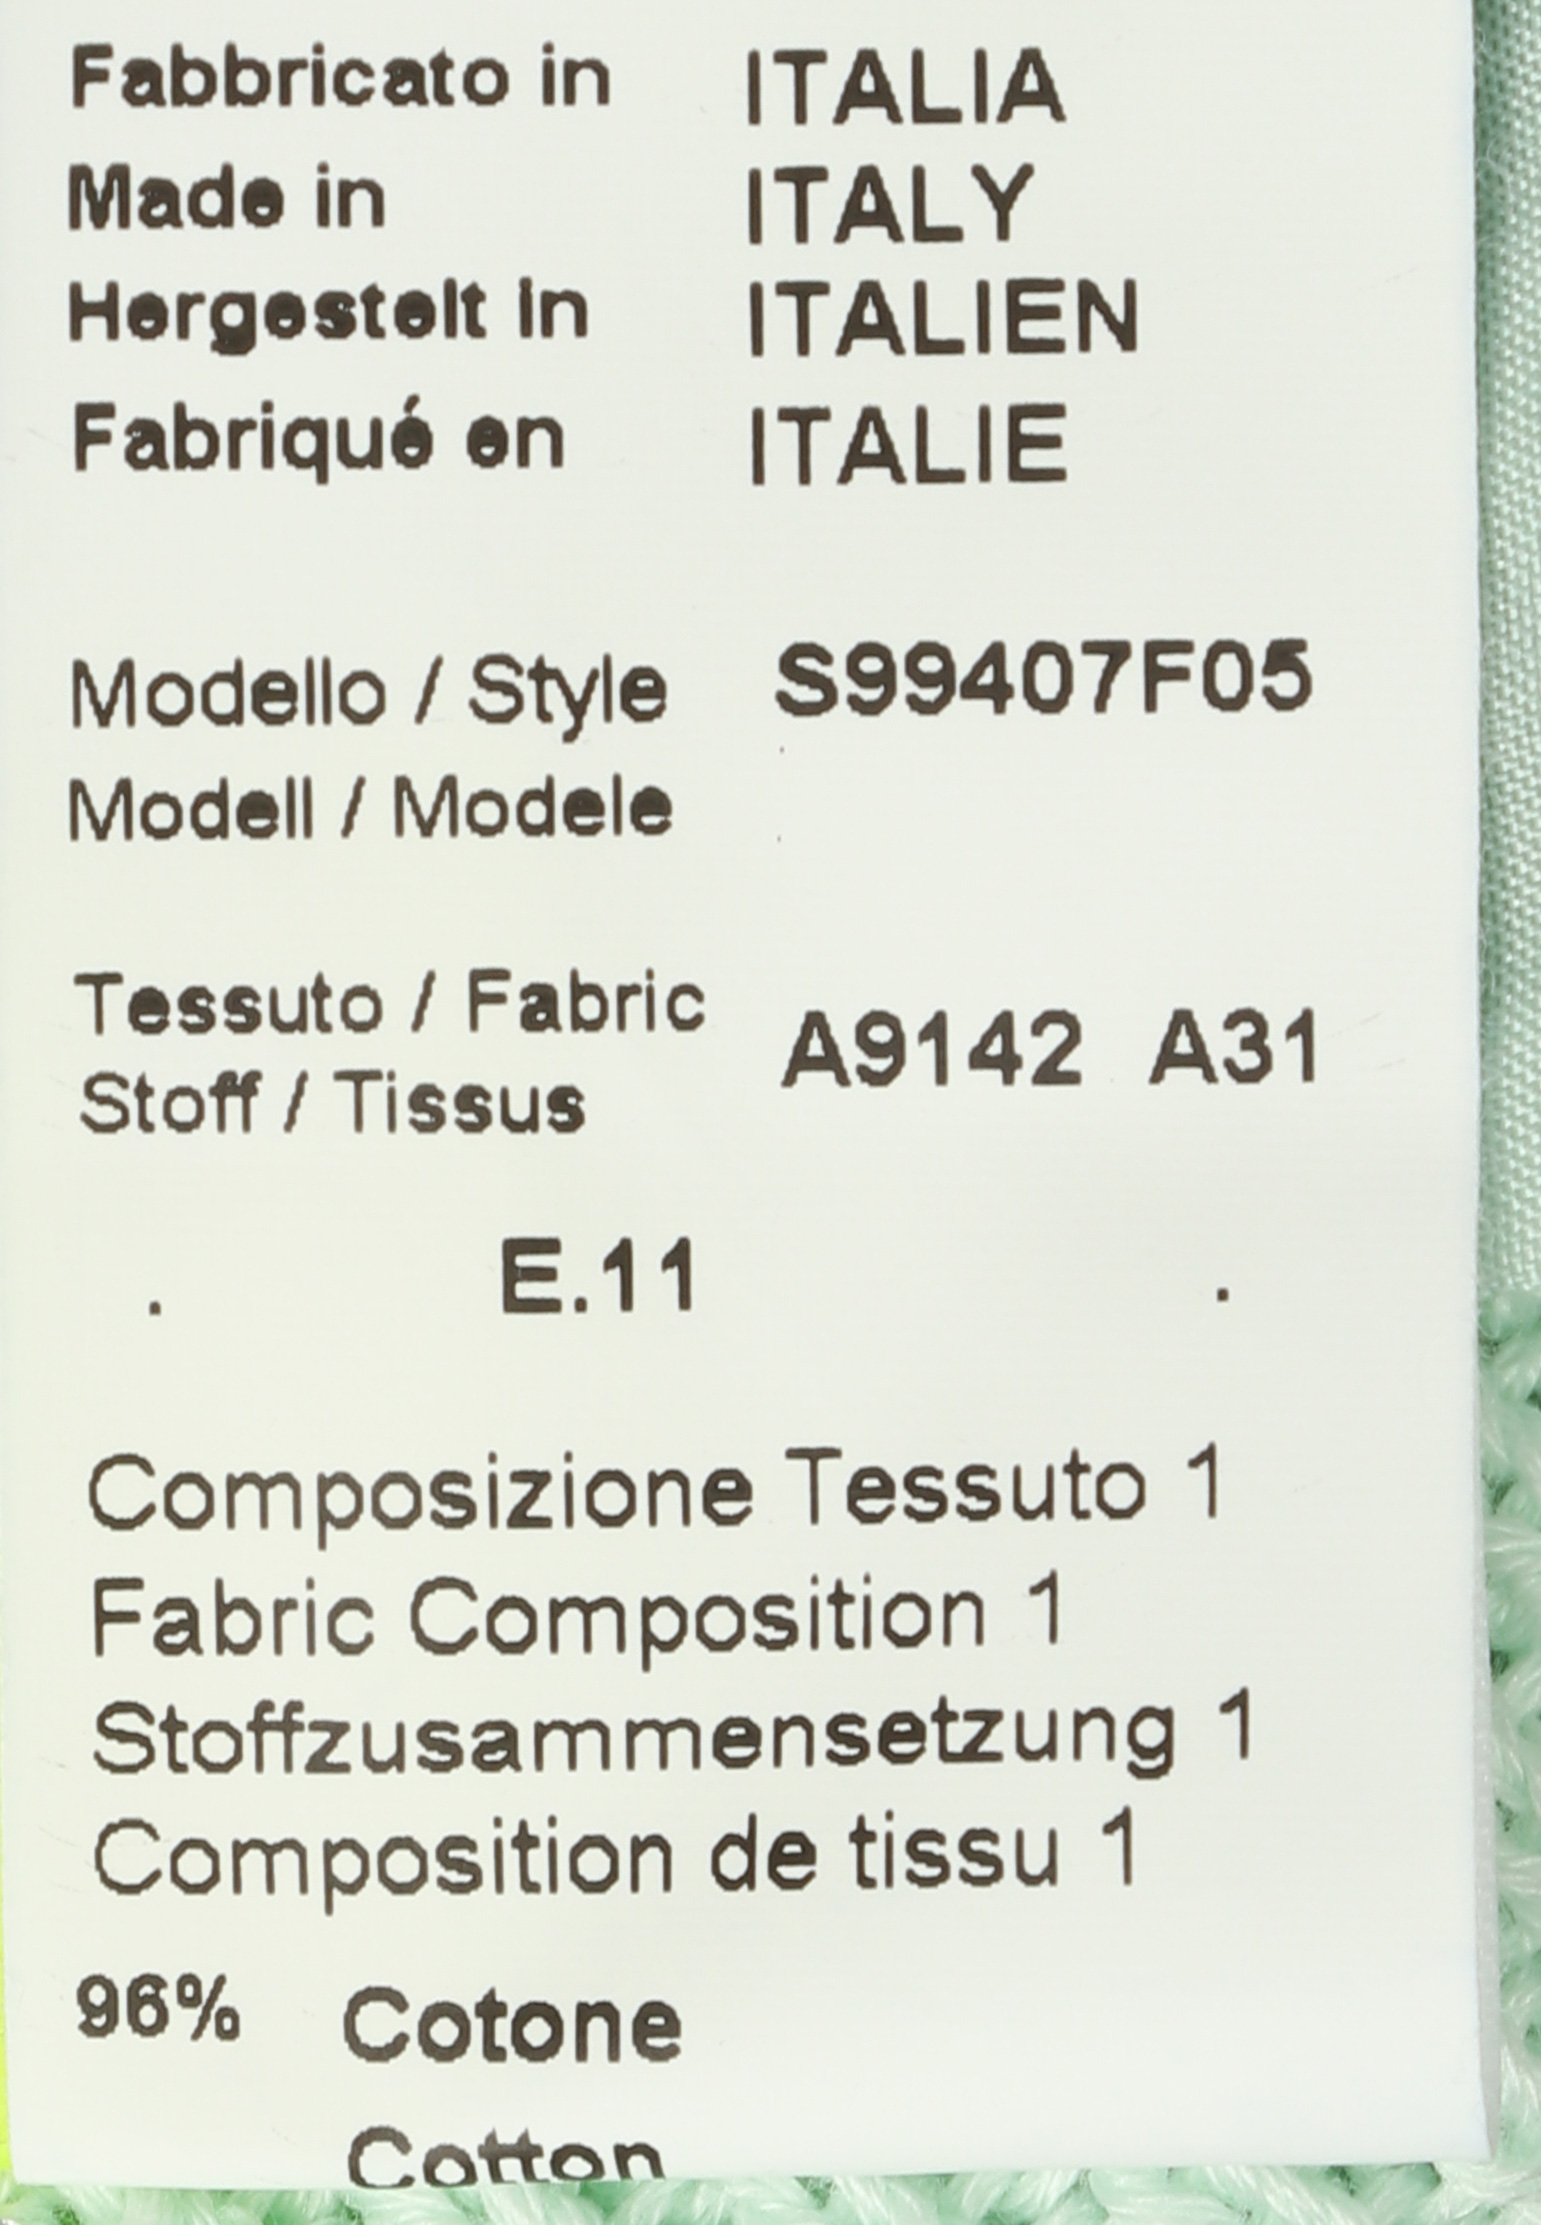 Fabbricato in ITALIA
Made in ITALY
Hergestelt in ITALIEN
Fabriqué en ITALIE
Modello / Style S99407F05
Modell / Modele
Tessuto / Fabric A9142 A31
Stoff / Tissus
. E.11 .
Composizione Tessuto 1
Fabric Composition 1
Stoffzusammensetzung 1
Composition de tissu 1
96% Cotone
Cotton